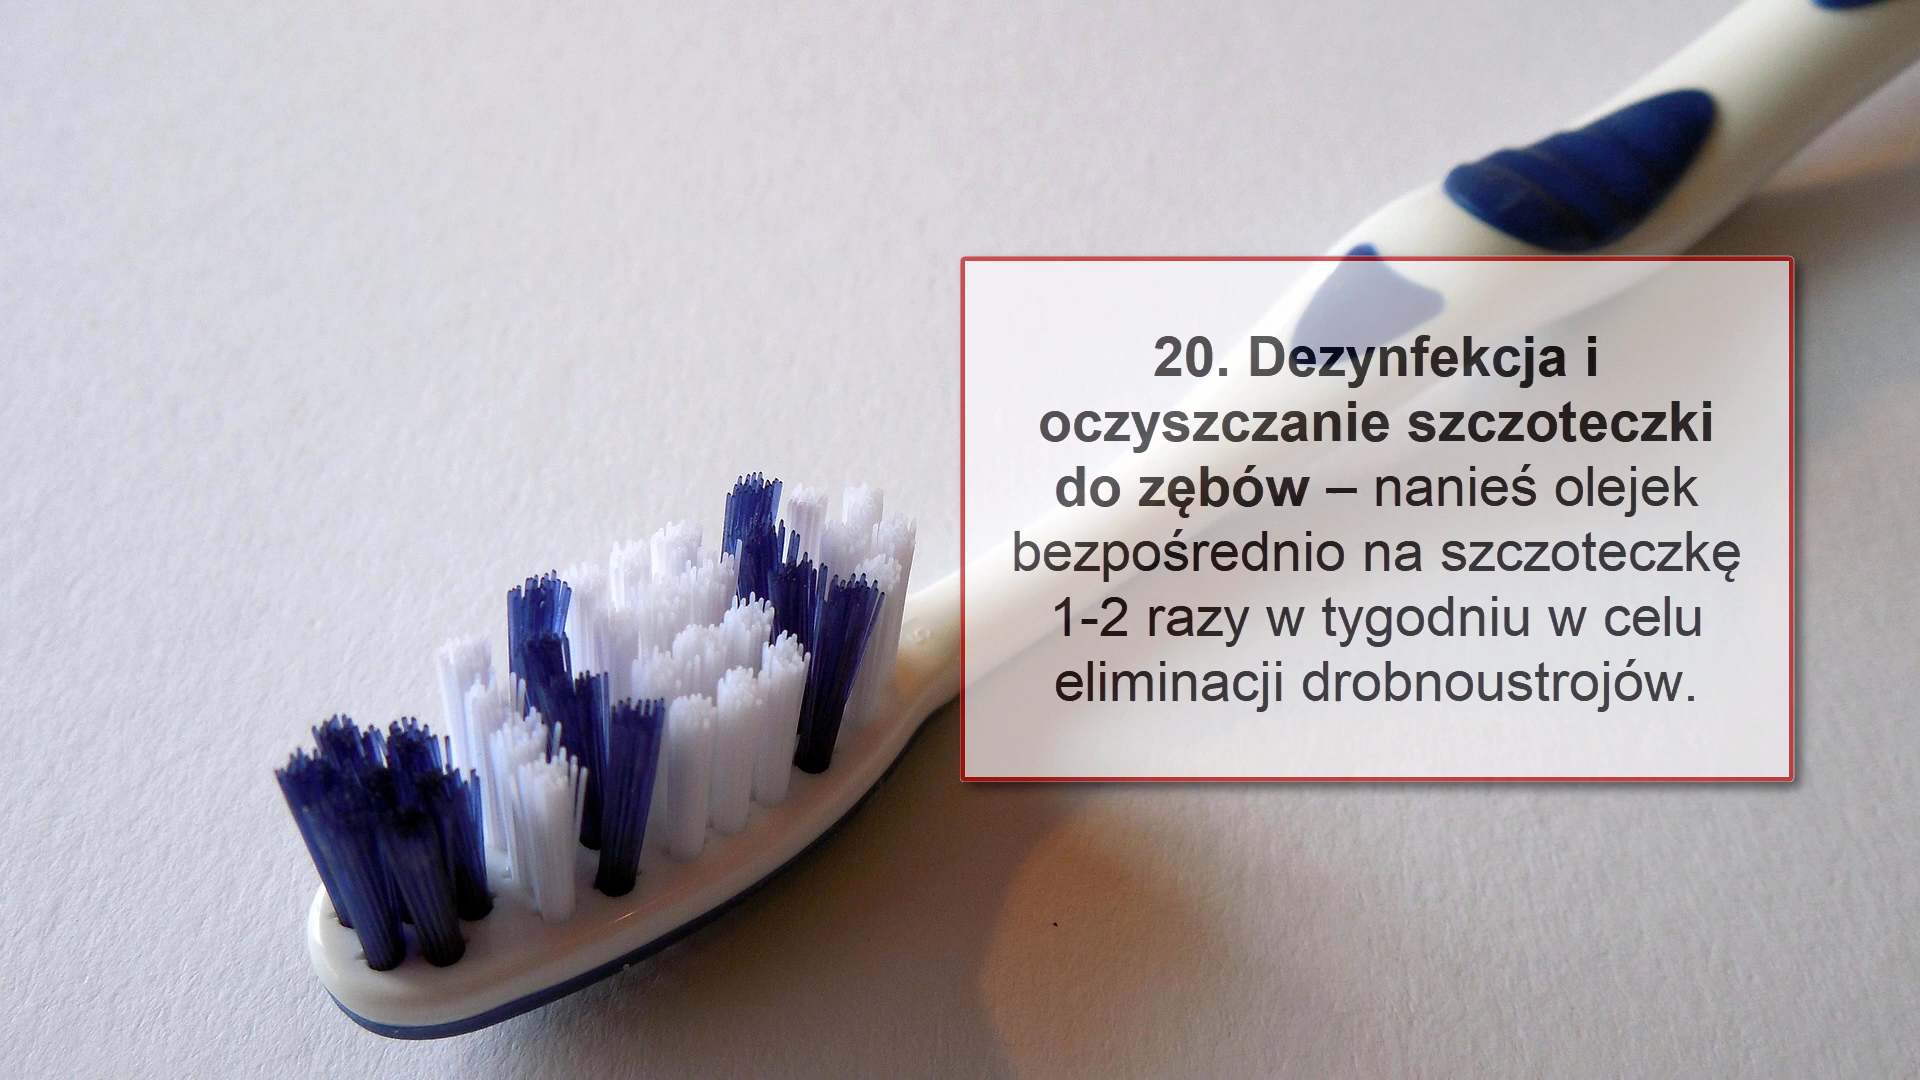 20. Dezynfekcja i
oczyszczanie szczoteczki
do zębów – nanieś olejek
bezpośrednio na szczoteczkę
1-2 razy w tygodniu w celu
eliminacji drobnoustrojów.